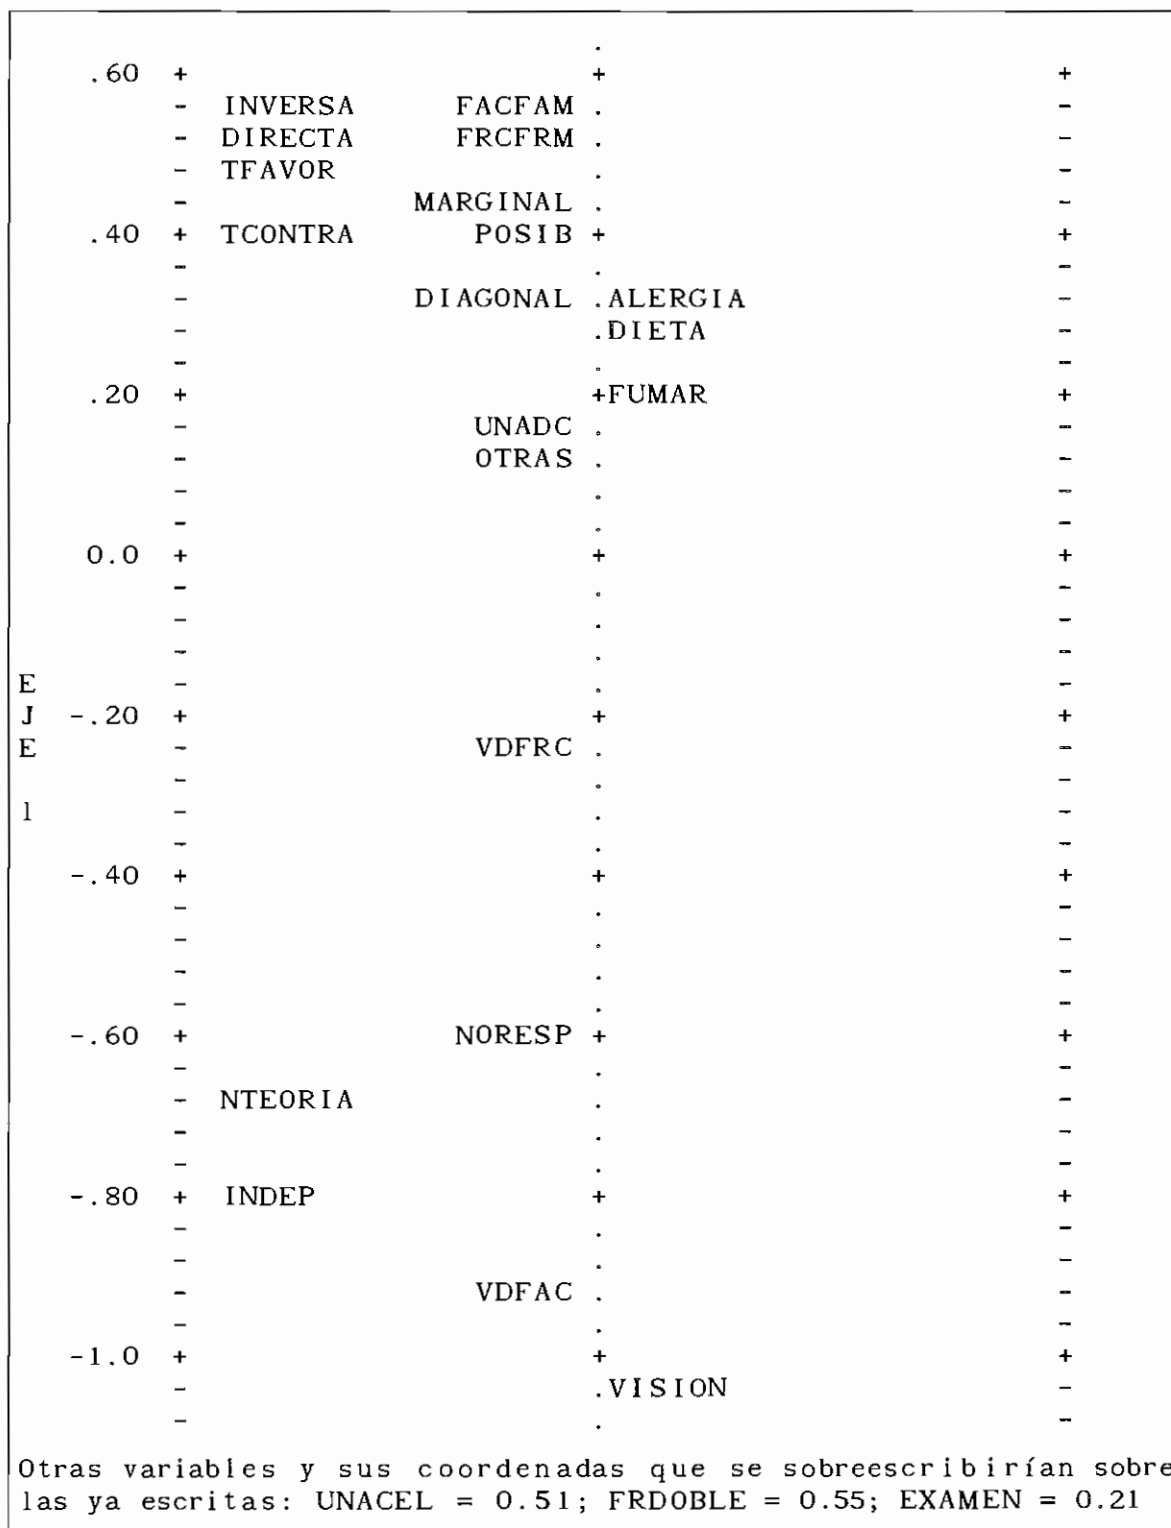 .
.60 + + +
- INVERSA FACFAM . -
- DIRECTA FRCFRM . -
- TFAVOR . -
- MARGINAL . -
.40 + TCONTRA POSIB + +
- . -
- DIAGONAL .ALERGIA -
- .DIETA -
- . -
.20 + +FUMAR +
- UNADC . -
- OTRAS . -
- . -
- . -
0.0 + + +
- . -
- . -
- . -
E - . -
J -.20 + + +
E - VDFRC . -
- . -
1 - . -
- . -
-.40 + + +
- . -
- . -
- . -
- . -
-.60 + NORESP + +
- . -
- NTEORIA . -
- . -
- . -
-.80 + INDEP + +
- . -
- . -
- VDFAC . -
- . -
-1.0 + + +
- .VISION -
- . -
Otras variables y sus coordenadas que se sobreescribirían sobre
las ya escritas: UNACEL = 0.51; FRDOBLE = 0.55; EXAMEN = 0.21